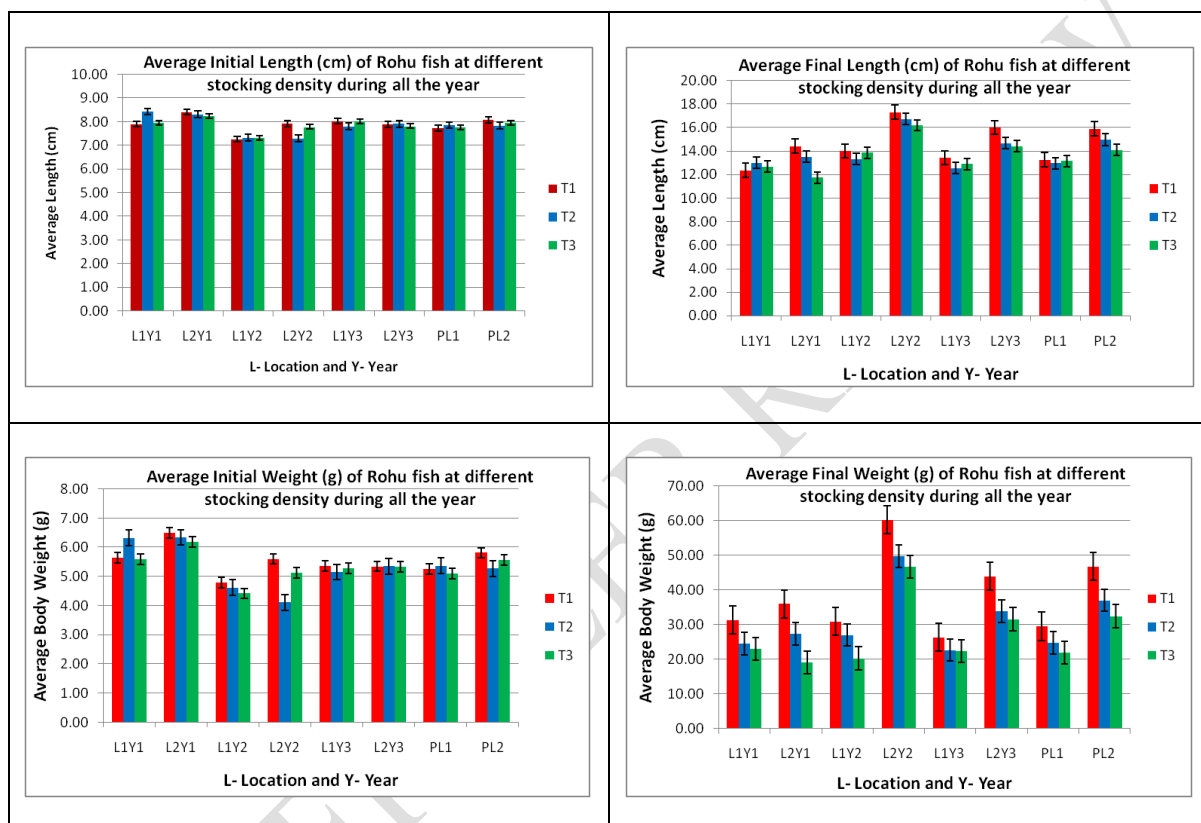 Average Initial Length (cm) of Rohu fish at different
stocking density during all the year
10.00
9.00
8.00
7.00
6.00
5.00
4.00
3.00
2.00
1.00
0.00
Average Length (cm)
L1Y1 L2Y1 L1Y2 L2Y2 L1Y3 L2Y3 PL1 PL2
L- Location and Y- Year
T1
T2
T3
Average Final Length (cm) of Rohu fish at different
stocking density during all the year
20.00
18.00
16.00
14.00
12.00
10.00
8.00
6.00
4.00
2.00
0.00
Average Length (cm)
L1Y1 L2Y1 L1Y2 L2Y2 L1Y3 L2Y3 PL1 PL2
L- Location and Y- Year
T1
T2
T3
Average Initial Weight (g) of Rohu fish at different
stocking density during all the year
8.00
7.00
6.00
5.00
4.00
3.00
2.00
1.00
0.00
Average Body Weight (g)
L1Y1 L2Y1 L1Y2 L2Y2 L1Y3 L2Y3 PL1 PL2
L- Location and Y- Year
T1
T2
T3
Average Final Weight (g) of Rohu fish at different
stocking density during all the year
70.00
60.00
50.00
40.00
30.00
20.00
10.00
0.00
Average Body Weight (g)
L1Y1 L2Y1 L1Y2 L2Y2 L1Y3 L2Y3 PL1 PL2
L- Location and Y- Year
T1
T2
T3